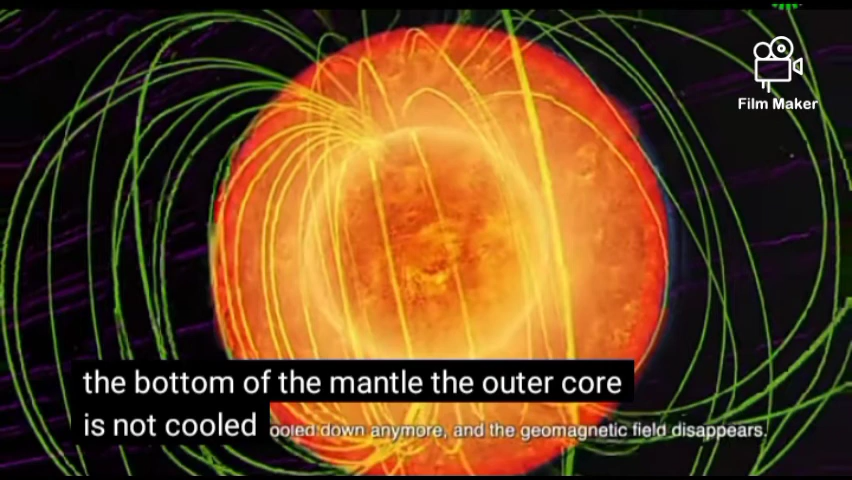 Film Maker
the bottom of the mantle the outer core
is not cooled
ooled down anymore, and the geomagnetic field disappears.